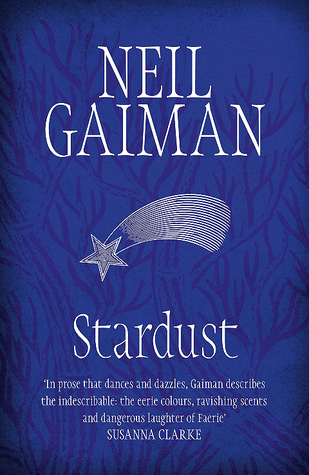 NEIL
GAIMAN
Stardust
‘In prose that dances and dazzles, Gaiman describes
the indescribable: the eerie colours, ravishing scents
and dangerous laughter of Faerie’
SUSANNA CLARKE